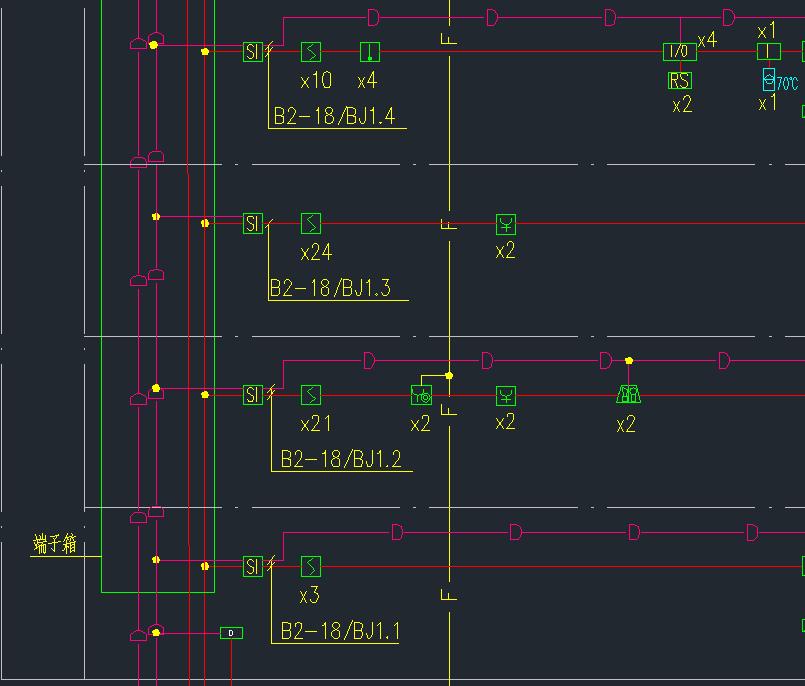 D D D D
F
SI I/O x4 x1
x10 x4 RS 70℃
x2 x1
B2-18/BJ1.4
SI F
x24 x2
B2-18/BJ1.3
D D D D
SI F
x21 x2 x2 x2
B2-18/BJ1.2
D D D D
端子箱
SI
x3 F
B2-18/BJ1.1
D